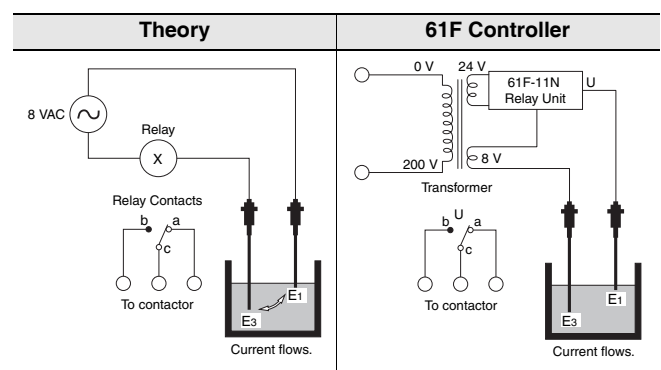 Theory
8 VAC
Relay
X
Relay Contacts
b
a
c
To contactor
E1
E3
Current flows.
61F Controller
0 V
24 V
61F-11N
Relay Unit
U
200 V
8 V
Transformer
U
b
a
c
To contactor
E1
E3
Current flows.